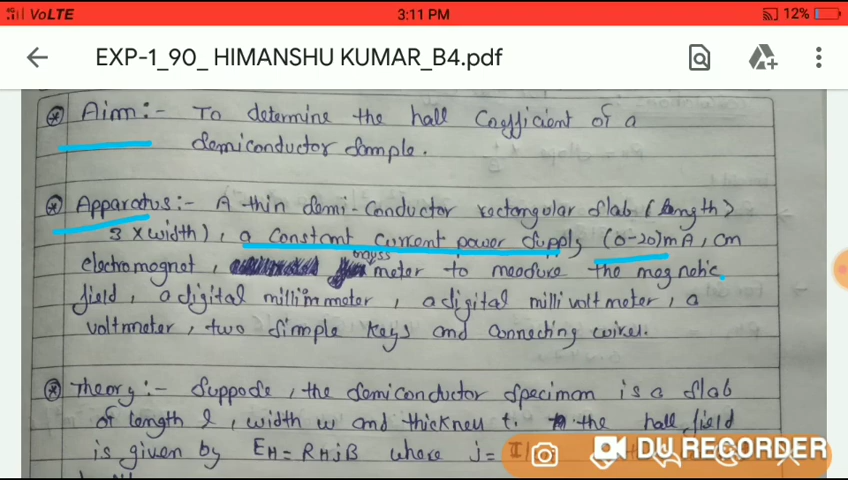 VoLTE 3:11 PM 12%
EXP-1_90_ HIMANSHU KUMAR_B4.pdf
Aim:- To determine the hall Coefficient of a
semiconductor sample.
Apparatus:- A thin semi-conductor rectangular slab (length>
3 x width), a constant current power supply (0-20)mA, an
electromagnet, gauss meter to measure the magnetic
field, a digital millimmeter, a digital millivoltmeter, a
voltmeter, two simple keys and connecting wires.
Theory:- Suppose, the semiconductor specimen is a slab
of length l, width w and thickness t. the hall field
is given by EH = RHjB where j= I/
DU RECORDER